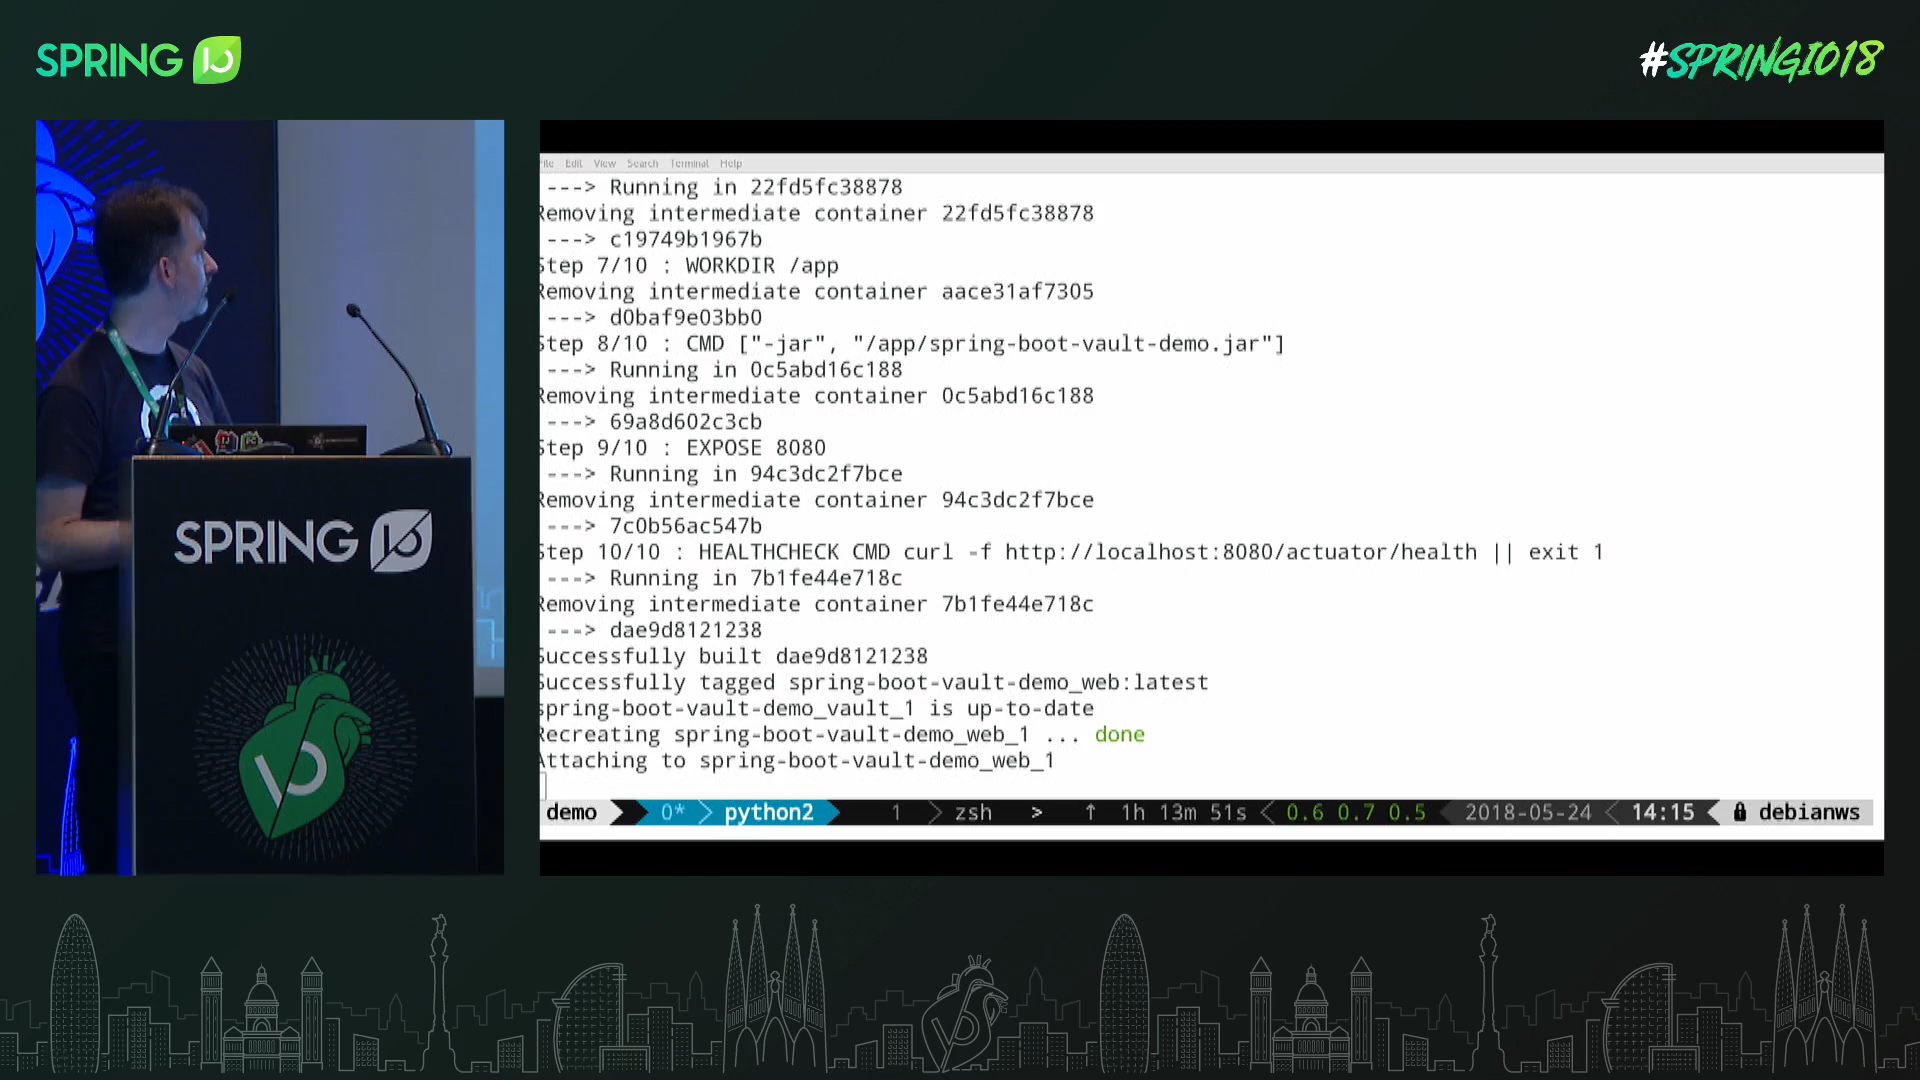 SPRING IO
#SPRINGIO18
File Edit View Search Terminal Help
---> Running in 22fd5fc38878
Removing intermediate container 22fd5fc38878
---> c19749b1967b
Step 7/10 : WORKDIR /app
Removing intermediate container aace31af7305
---> d0baf9e03bb0
Step 8/10 : CMD ["-jar", "/app/spring-boot-vault-demo.jar"]
---> Running in 0c5abd16c188
Removing intermediate container 0c5abd16c188
---> 69a8d602c3cb
Step 9/10 : EXPOSE 8080
---> Running in 94c3dc2f7bce
Removing intermediate container 94c3dc2f7bce
---> 7c0b56ac547b
Step 10/10 : HEALTHCHECK CMD curl -f http://localhost:8080/actuator/health || exit 1
---> Running in 7b1fe44e718c
Removing intermediate container 7b1fe44e718c
---> dae9d8121238
Successfully built dae9d8121238
Successfully tagged spring-boot-vault-demo_web:latest
spring-boot-vault-demo_vault_1 is up-to-date
Recreating spring-boot-vault-demo_web_1 ... done
Attaching to spring-boot-vault-demo_web_1
demo 0* python2 1 zsh > ↑ 1h 13m 51s 0.6 0.7 0.5 2018-05-24 14:15 debianws
SPRING IO
IO